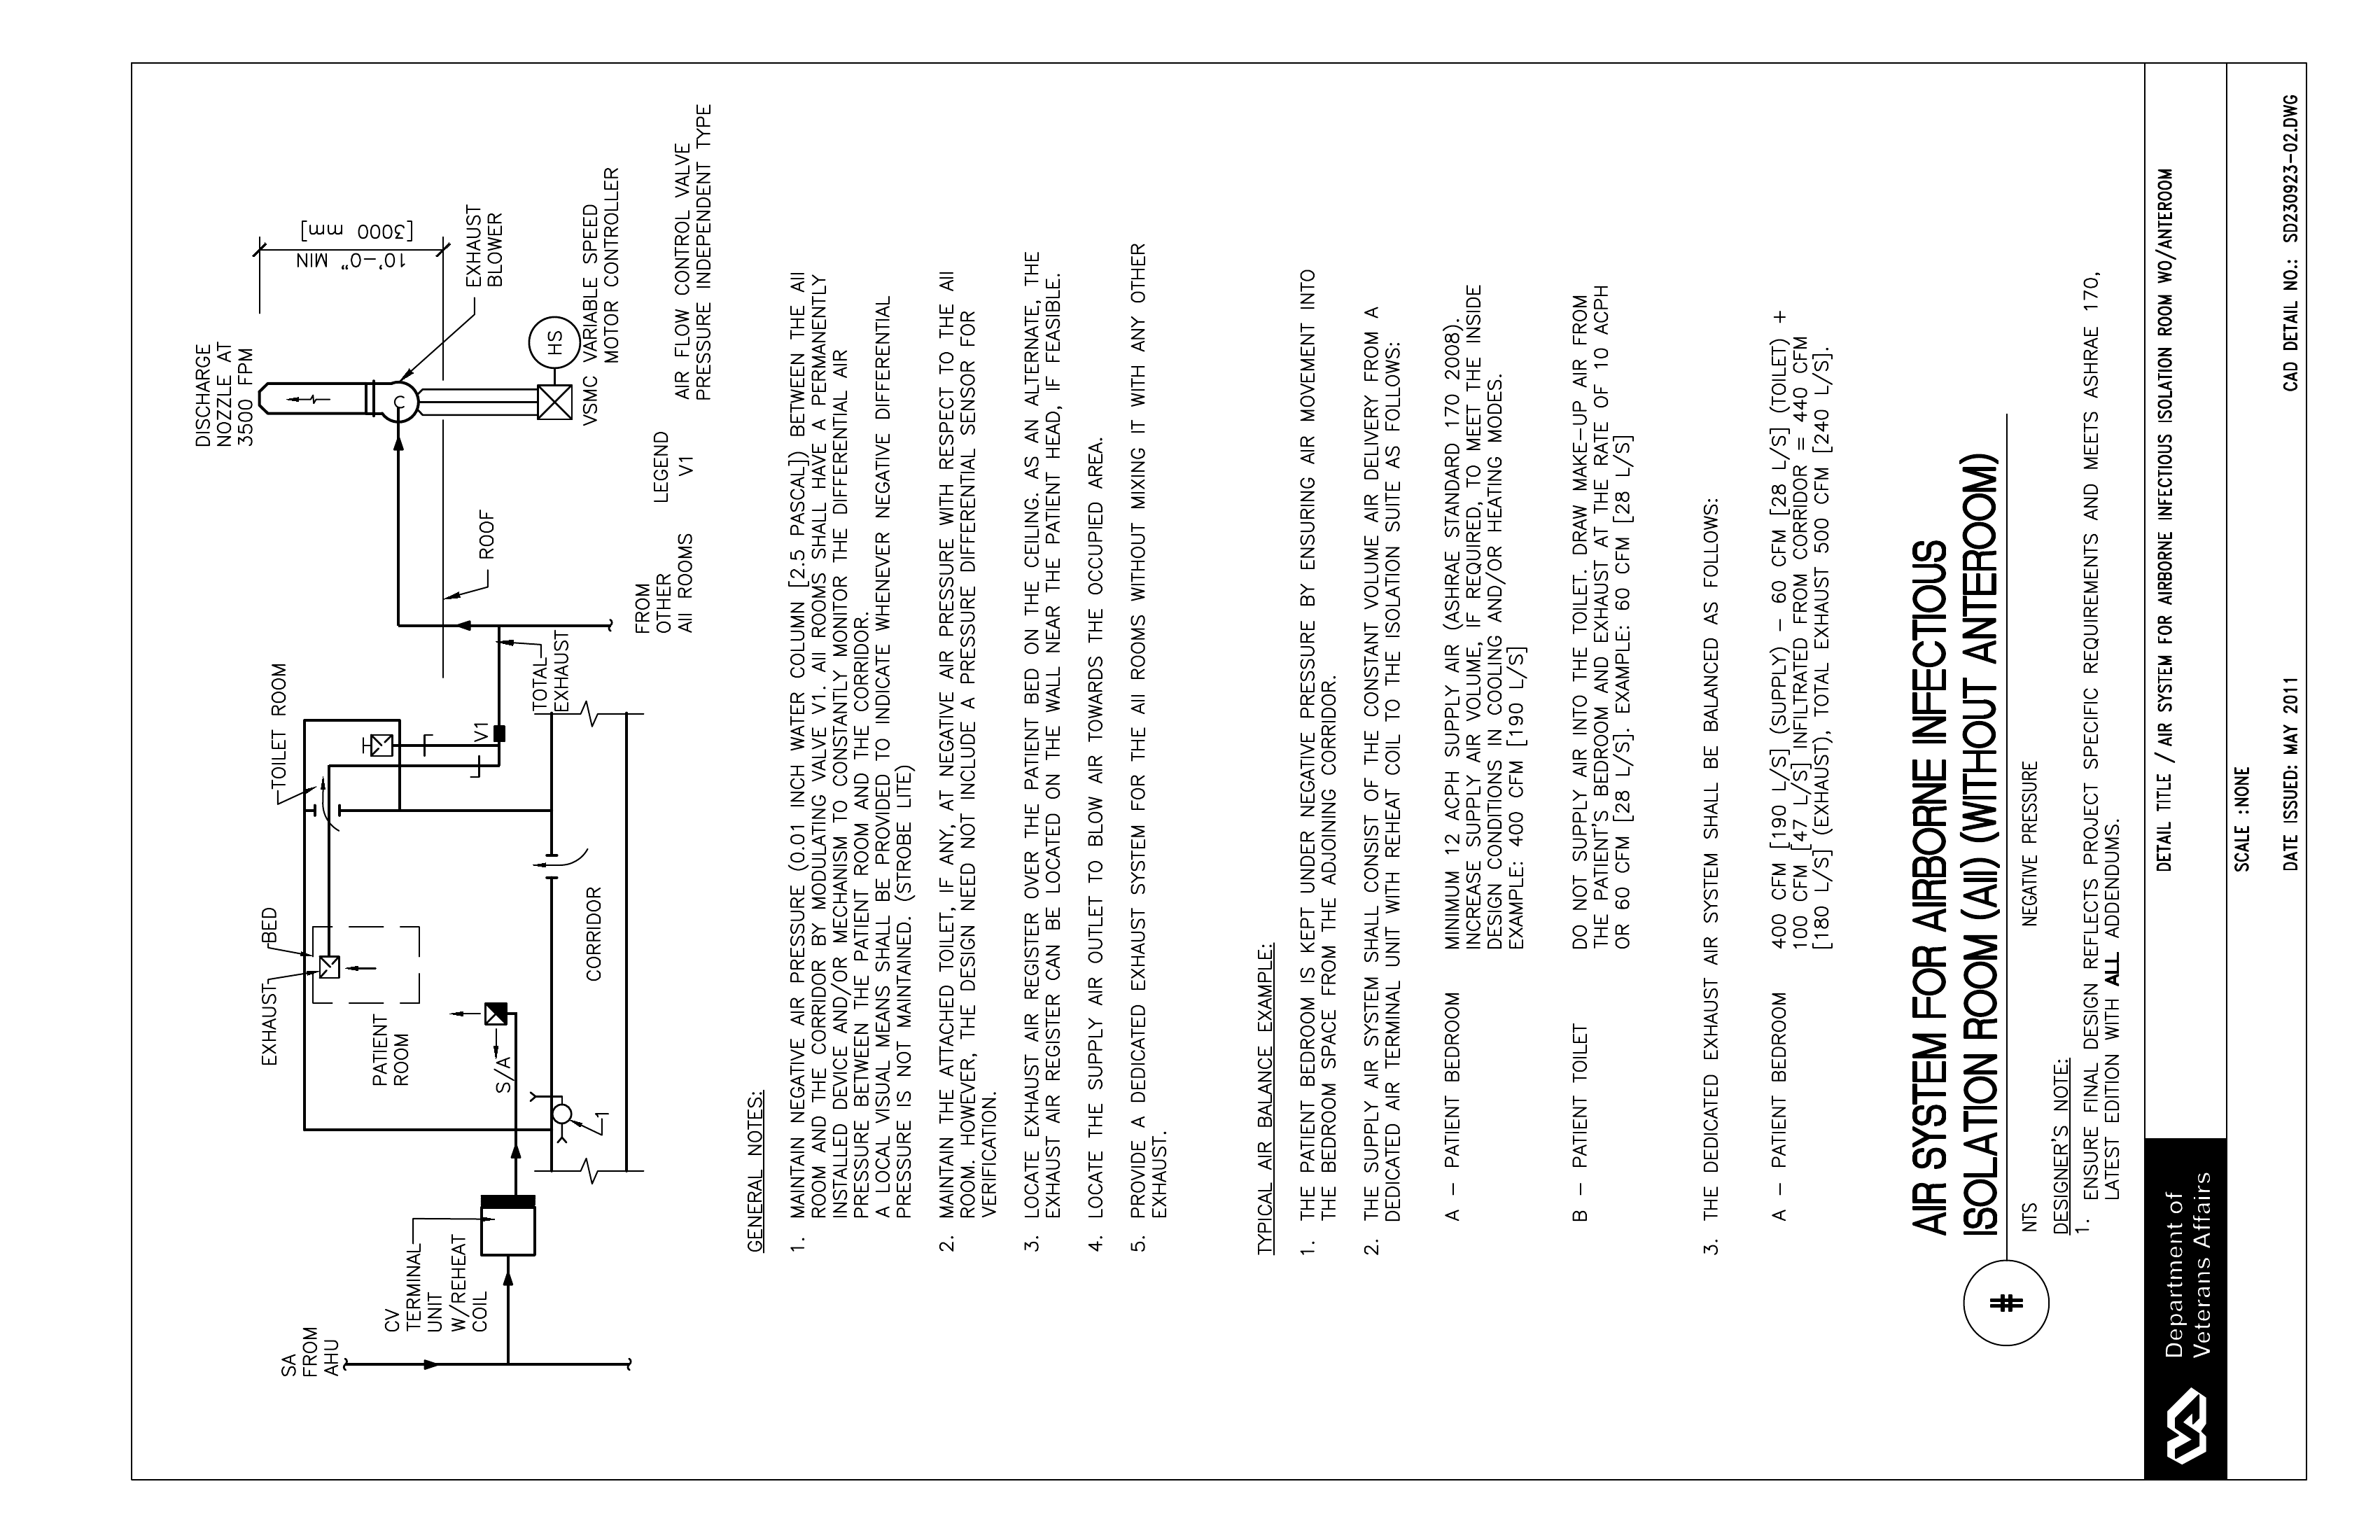 DISCHARGE
NOZZLE AT
3500 FPM
10'-0" MIN
[3000 mm]
EXHAUST
BLOWER
HS
VSMC VARIABLE SPEED
MOTOR CONTROLLER
C
SA
FROM
AHU
CV
TERMINAL
UNIT
W/REHEAT
COIL
EXHAUST
BED
TOILET ROOM
PATIENT
ROOM
S/A
1
CORRIDOR
V1
TOTAL
EXHAUST
ROOF
FROM
OTHER
AII ROOMS
LEGEND
V1
AIR FLOW CONTROL VALVE
PRESSURE INDEPENDENT TYPE
GENERAL NOTES:
1. MAINTAIN NEGATIVE AIR PRESSURE (0.01 INCH WATER COLUMN [2.5 PASCAL]) BETWEEN THE AII
ROOM AND THE CORRIDOR BY MODULATING VALVE V1. AII ROOMS SHALL HAVE A PERMANENTLY
INSTALLED DEVICE AND/OR MECHANISM TO CONSTANTLY MONITOR THE DIFFERENTIAL AIR
PRESSURE BETWEEN THE PATIENT ROOM AND THE CORRIDOR.
A LOCAL VISUAL MEANS SHALL BE PROVIDED TO INDICATE WHENEVER NEGATIVE DIFFERENTIAL
PRESSURE IS NOT MAINTAINED. (STROBE LITE)
2. MAINTAIN THE ATTACHED TOILET, IF ANY, AT NEGATIVE AIR PRESSURE WITH RESPECT TO THE AII
ROOM. HOWEVER, THE DESIGN NEED NOT INCLUDE A PRESSURE DIFFERENTIAL SENSOR FOR
VERIFICATION.
3. LOCATE EXHAUST AIR REGISTER OVER THE PATIENT BED ON THE CEILING. AS AN ALTERNATE, THE
EXHAUST AIR REGISTER CAN BE LOCATED ON THE WALL NEAR THE PATIENT HEAD, IF FEASIBLE.
4. LOCATE THE SUPPLY AIR OUTLET TO BLOW AIR TOWARDS THE OCCUPIED AREA.
5. PROVIDE A DEDICATED EXHAUST SYSTEM FOR THE AII ROOMS WITHOUT MIXING IT WITH ANY OTHER
EXHAUST.
TYPICAL AIR BALANCE EXAMPLE:
1. THE PATIENT BEDROOM IS KEPT UNDER NEGATIVE PRESSURE BY ENSURING AIR MOVEMENT INTO
THE BEDROOM SPACE FROM THE ADJOINING CORRIDOR.
2. THE SUPPLY AIR SYSTEM SHALL CONSIST OF THE CONSTANT VOLUME AIR DELIVERY FROM A
DEDICATED AIR TERMINAL UNIT WITH REHEAT COIL TO THE ISOLATION SUITE AS FOLLOWS:
A - PATIENT BEDROOM MINIMUM 12 ACPH SUPPLY AIR (ASHRAE STANDARD 170 2008).
INCREASE SUPPLY AIR VOLUME, IF REQUIRED, TO MEET THE INSIDE
DESIGN CONDITIONS IN COOLING AND/OR HEATING MODES.
EXAMPLE: 400 CFM [190 L/S]
B - PATIENT TOILET DO NOT SUPPLY AIR INTO THE TOILET. DRAW MAKE-UP AIR FROM
THE PATIENT'S BEDROOM AND EXHAUST AT THE RATE OF 10 ACPH
OR 60 CFM [28 L/S]. EXAMPLE: 60 CFM [28 L/S]
3. THE DEDICATED EXHAUST AIR SYSTEM SHALL BE BALANCED AS FOLLOWS:
A - PATIENT BEDROOM 400 CFM [190 L/S] (SUPPLY) - 60 CFM [28 L/S] (TOILET) +
100 CFM [47 L/S] INFILTRATED FROM CORRIDOR = 440 CFM
[180 L/S] (EXHAUST), TOTAL EXHAUST 500 CFM [240 L/S].
#
AIR SYSTEM FOR AIRBORNE INFECTIOUS
ISOLATION ROOM (AII) (WITHOUT ANTEROOM)
NTS NEGATIVE PRESSURE
DESIGNER'S NOTE:
1. ENSURE FINAL DESIGN REFLECTS PROJECT SPECIFIC REQUIREMENTS AND MEETS ASHRAE 170,
LATEST EDITION WITH ALL ADDENDUMS.
VA
Department of
Veterans Affairs
DETAIL TITLE / AIR SYSTEM FOR AIRBORNE INFECTIOUS ISOLATION ROOM WO/ANTEROOM
SCALE :NONE
DATE ISSUED: MAY 2011 CAD DETAIL NO.: SD230923-02.DWG